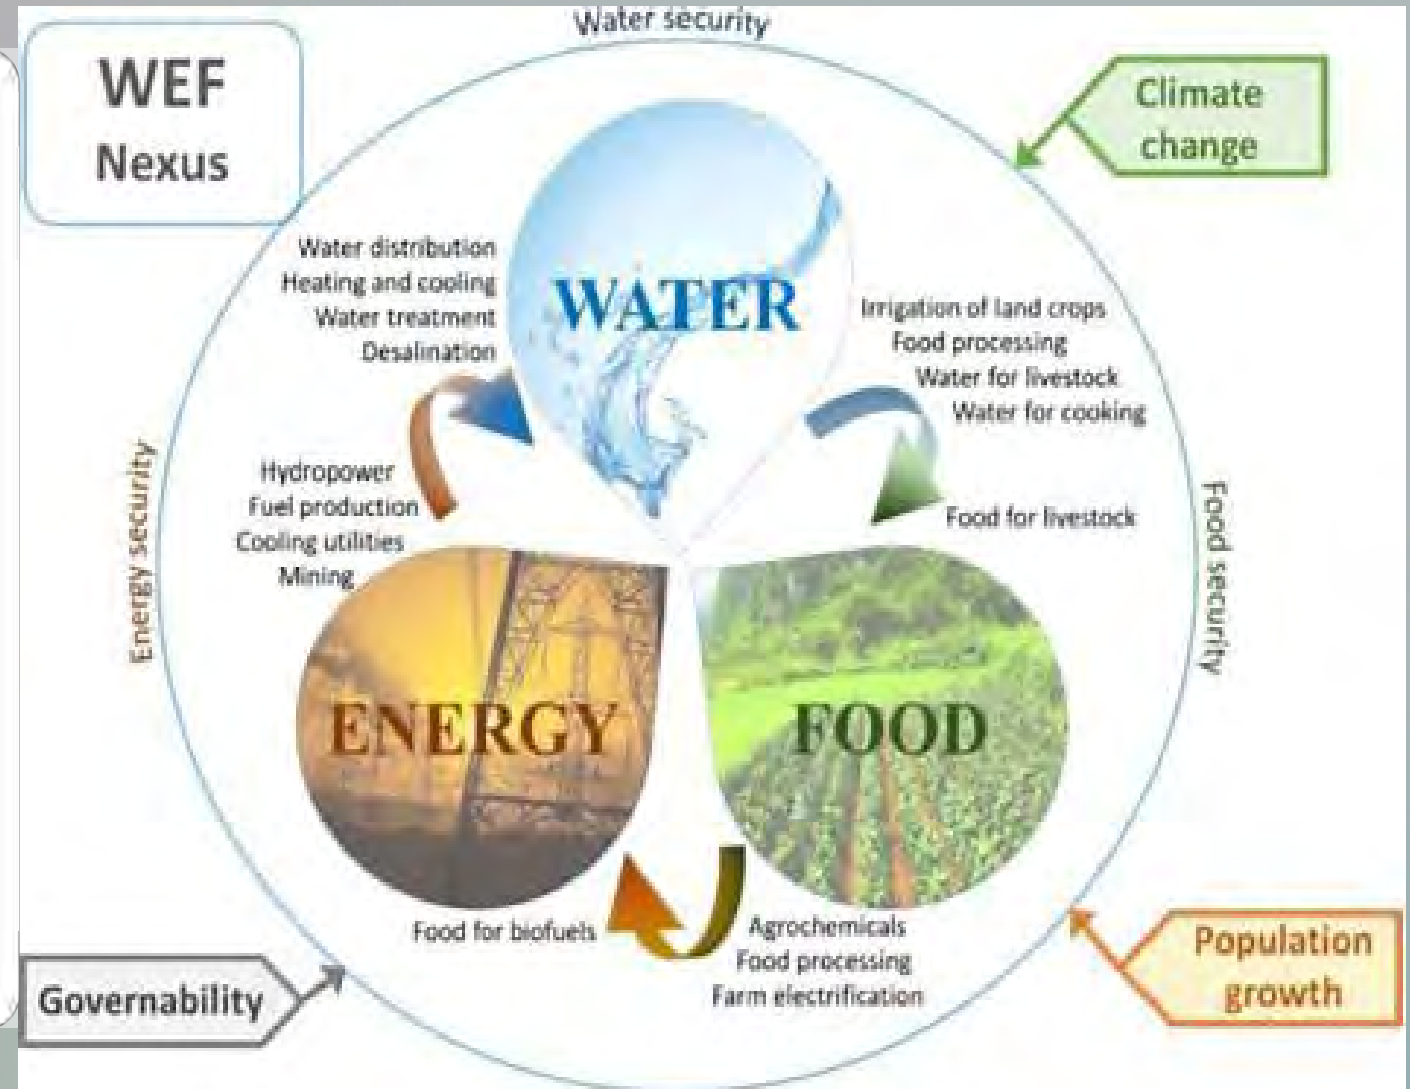 Water security
WEF
Nexus
Climate
change
Water distribution
Heating and cooling
Water treatment
Desalination
WATER
Irrigation of land crops
Food processing
Water for livestock
Water for cooking
Energy security
Hydropower
Fuel production
Cooling utilities
Mining
Food for livestock
Food security
ENERGY
FOOD
Food for biofuels
Agrochemicals
Food processing
Farm electrification
Governability
Population
growth